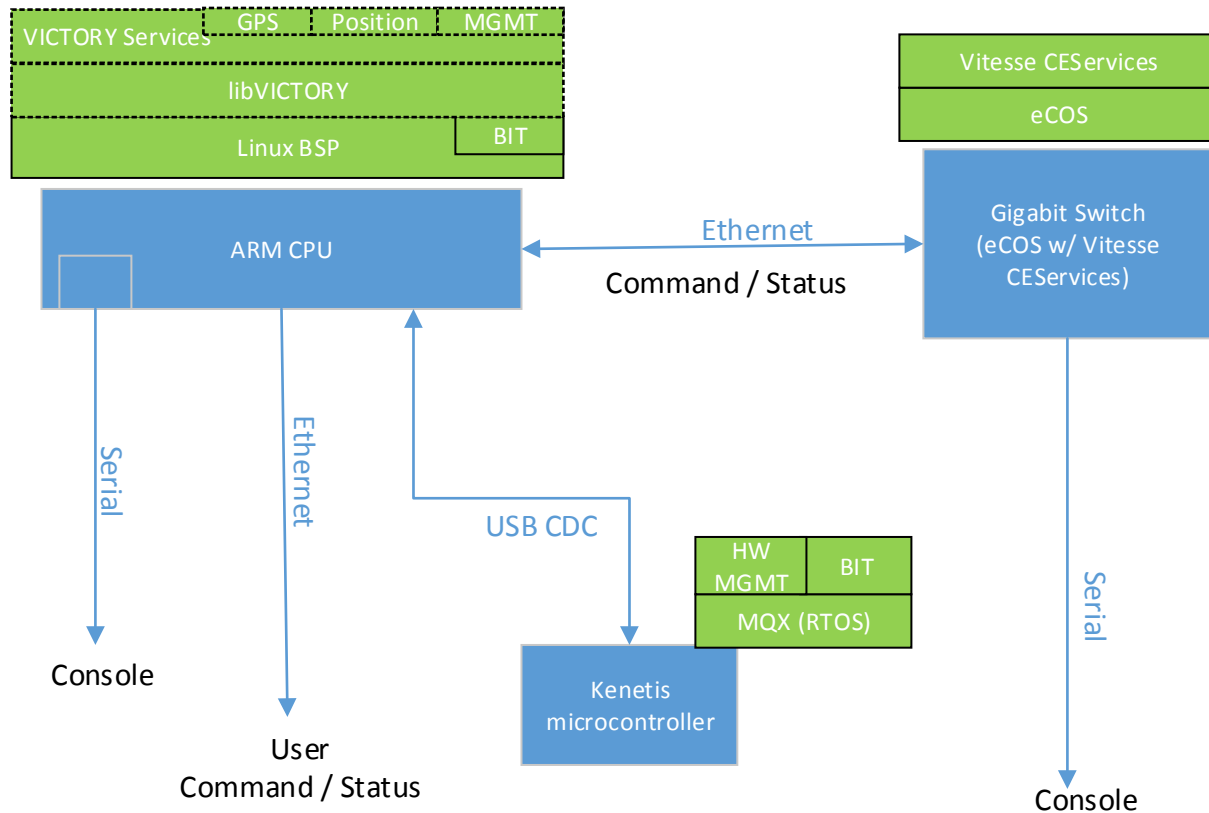 GPS
Position
MGMT
VICTORY Services
libVICTORY
BIT
Linux BSP
ARM CPU
Vitesse CEServices
eCOS
Gigabit Switch
(eCOS w/ Vitesse
CEServices)
Ethernet
Command / Status
Serial
Ethernet
USB CDC
HW
MGMT
BIT
MQX (RTOS)
Kenetis
microcontroller
Serial
Console
User
Command / Status
Console